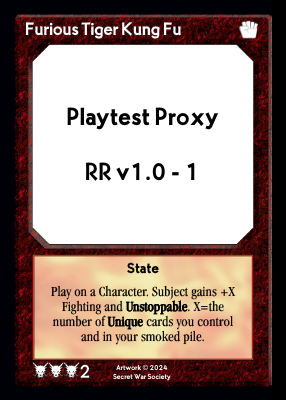 Furious Tiger Kung Fu
Playtest Proxy
RR v1.0 - 1
State
Play on a Character. Subject gains +X
Fighting and Unstoppable. X=the
number of Unique cards you control
and in your smoked pile.
2
Artwork © 2024
Secret War Society